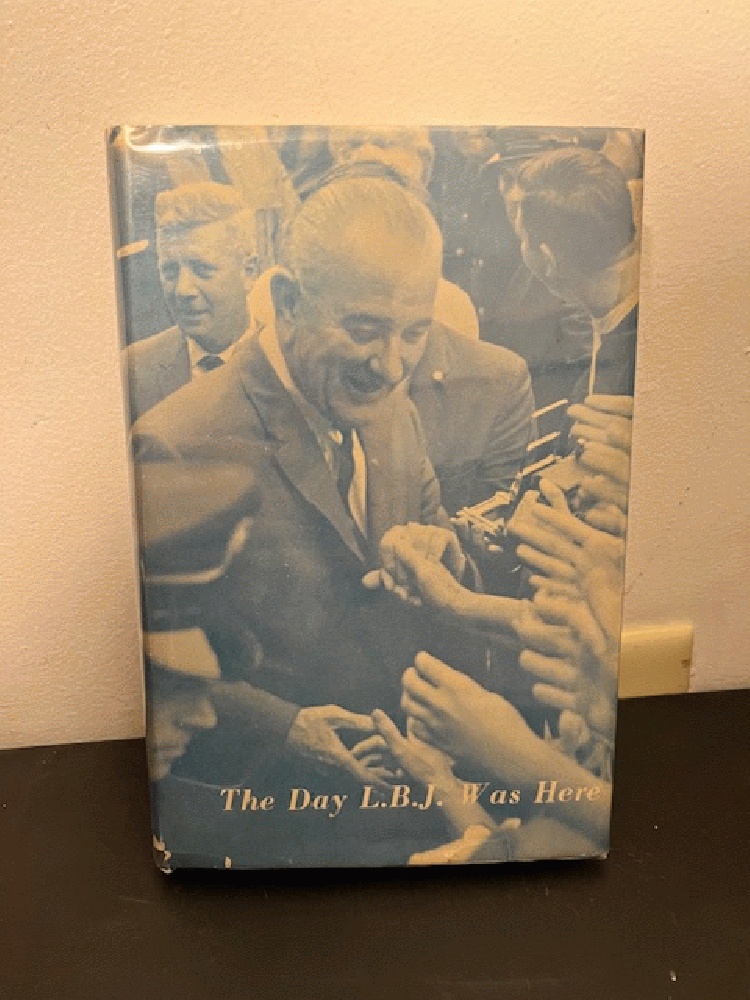 The Day L.B.J. Was Here